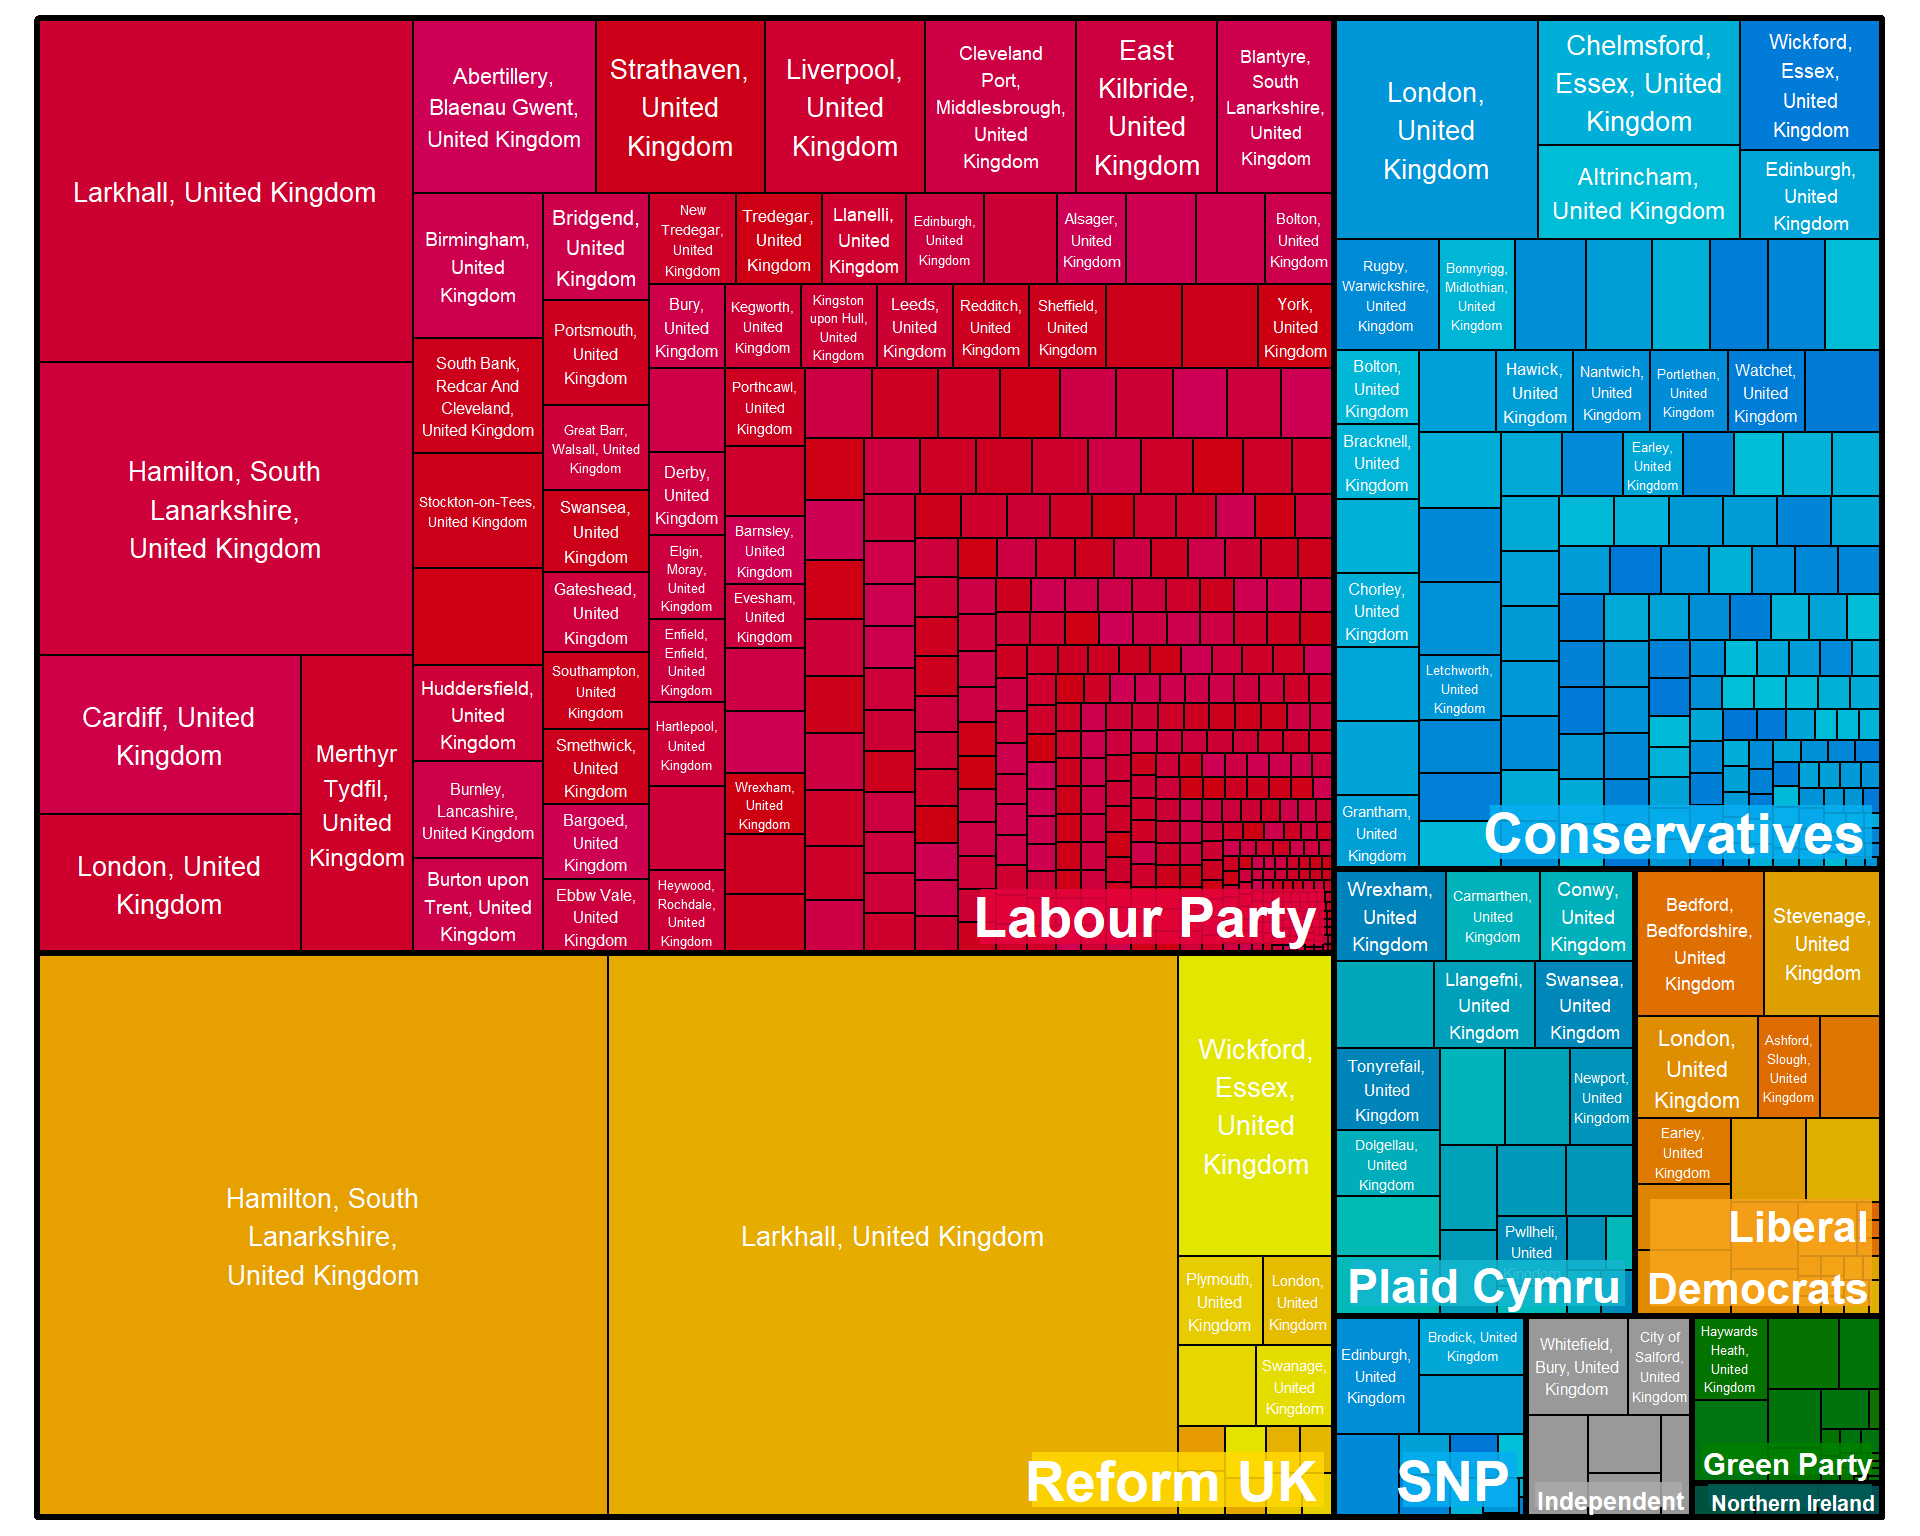 Larkhall, United Kingdom
Hamilton, South
Lanarkshire,
United Kingdom
Cardiff, United
Kingdom
London, United
Kingdom
Merthyr
Tydfil,
United
Kingdom
Abertillery,
Blaenau Gwent,
United Kingdom
Strathaven,
United
Kingdom
Liverpool,
United
Kingdom
Cleveland
Port,
Middlesbrough,
United
Kingdom
East
Kilbride,
United
Kingdom
Blantyre,
South
Lanarkshire,
United
Kingdom
Birmingham,
United
Kingdom
South Bank,
Redcar And
Cleveland,
United Kingdom
Stockton-on-Tees,
United Kingdom
Huddersfield,
United
Kingdom
Burnley,
Lancashire,
United Kingdom
Burton upon
Trent, United
Kingdom
Bridgend,
United
Kingdom
Portsmouth,
United
Kingdom
Great Barr,
Walsall, United
Kingdom
Swansea,
United
Kingdom
Gateshead,
United
Kingdom
Southampton,
United
Kingdom
Smethwick,
United
Kingdom
Bargoed,
United
Kingdom
Ebbw Vale,
United
Kingdom
New
Tredegar,
United
Kingdom
Tredegar,
United
Kingdom
Llanelli,
United
Kingdom
Edinburgh,
United
Kingdom
Alsager,
United
Kingdom
Bolton,
United
Kingdom
Bury,
United
Kingdom
Kegworth,
United
Kingdom
Kingston
upon Hull,
United
Kingdom
Leeds,
United
Kingdom
Redditch,
United
Kingdom
Sheffield,
United
Kingdom
York,
United
Kingdom
Derby,
United
Kingdom
Elgin,
Moray,
United
Kingdom
Enfield,
Enfield,
United
Kingdom
Hartlepool,
United
Kingdom
Heywood,
Rochdale,
United
Kingdom
Porthcawl,
United
Kingdom
Barnsley,
United
Kingdom
Evesham,
United
Kingdom
Wrexham,
United
Kingdom
Labour Party
London,
United
Kingdom
Chelmsford,
Essex, United
Kingdom
Altrincham,
United Kingdom
Wickford,
Essex,
United
Kingdom
Edinburgh,
United
Kingdom
Rugby,
Warwickshire,
United
Kingdom
Bonnyrigg,
Midlothian,
United
Kingdom
Bolton,
United
Kingdom
Bracknell,
United
Kingdom
Chorley,
United
Kingdom
Grantham,
United
Kingdom
Hawick,
United
Kingdom
Nantwich,
United
Kingdom
Portlethen,
United
Kingdom
Watchet,
United
Kingdom
Earley,
United
Kingdom
Letchworth,
United
Kingdom
Conservatives
Hamilton, South
Lanarkshire,
United Kingdom
Larkhall, United Kingdom
Wickford,
Essex,
United
Kingdom
Plymouth,
United
Kingdom
London,
United
Kingdom
Swanage,
United
Kingdom
Reform UK
Wrexham,
United
Kingdom
Carmarthen,
United
Kingdom
Conwy,
United
Kingdom
Llangefni,
United
Kingdom
Swansea,
United
Kingdom
Tonyrefail,
United
Kingdom
Newport,
United
Kingdom
Dolgellau,
United
Kingdom
Pwllheli,
United
Kingdom
Plaid Cymru
Bedford,
Bedfordshire,
United
Kingdom
Stevenage,
United
Kingdom
London,
United
Kingdom
Ashford,
Slough,
United
Kingdom
Earley,
United
Kingdom
Liberal
Democrats
Edinburgh,
United
Kingdom
Brodick, United
Kingdom
SNP
Whitefield,
Bury, United
Kingdom
City of
Salford,
United
Kingdom
Independent
Haywards
Heath,
United
Kingdom
Green Party
Northern Ireland